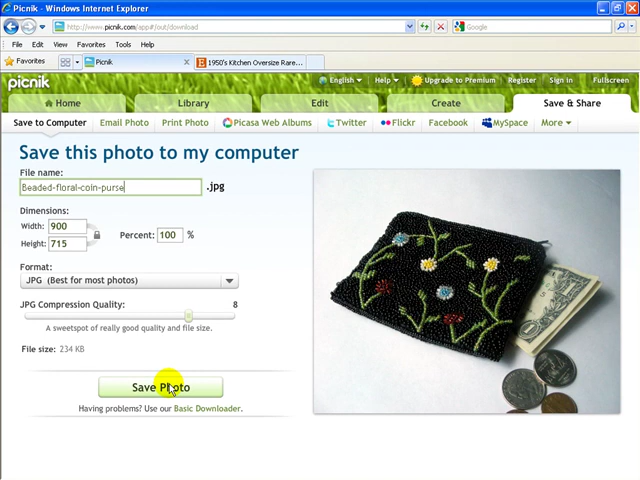 Picnik - Windows Internet Explorer
http://www.picnik.com/app#/out/download
Google
File Edit View Favorites Tools Help
Favorites Picnik 1950's Kitchen Oversize Rare...
picnik English Help Upgrade to Premium Register Sign in Fullscreen
Home Library Edit Create Save & Share
Save to Computer Email Photo Print Photo Picasa Web Albums Twitter Flickr Facebook MySpace More
Save this photo to my computer
File name:
Beaded-floral-coin-purse .jpg
Dimensions:
Width: 900
Height: 715
Percent: 100 %
Format:
JPG (Best for most photos)
JPG Compression Quality: 8
A sweetspot of really good quality and file size.
File size: 234 KB
Save Photo
Having problems? Use our Basic Downloader.